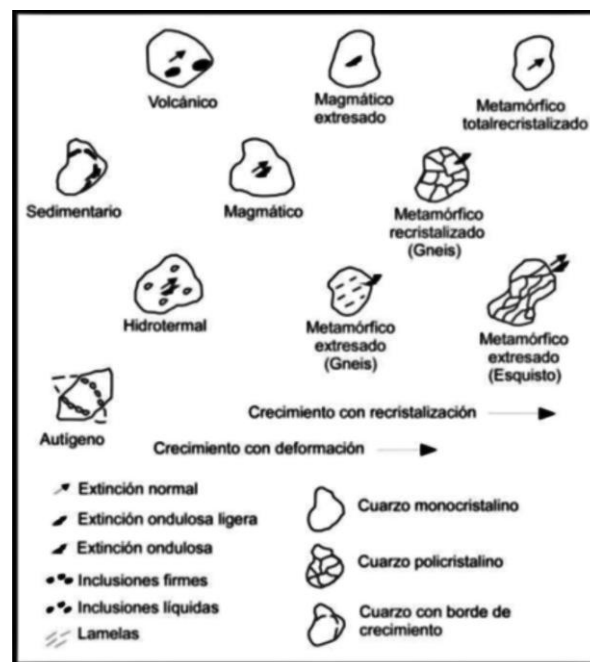 Volcánico
Magmático
extresado
Metamórfico
totalrecristalizado
Sedimentario
Magmático
Metamórfico
recristalizado
(Gneis)
Hidrotermal
Metamórfico
extresado
(Gneis)
Metamórfico
extresado
(Esquisto)
Autígeno
Crecimiento con recristalización
Crecimiento con deformación
Extinción normal
Extinción ondulosa ligera
Extinción ondulosa
Inclusiones firmes
Inclusiones líquidas
Lamelas
Cuarzo monocristalino
Cuarzo policristalino
Cuarzo con borde de
crecimiento